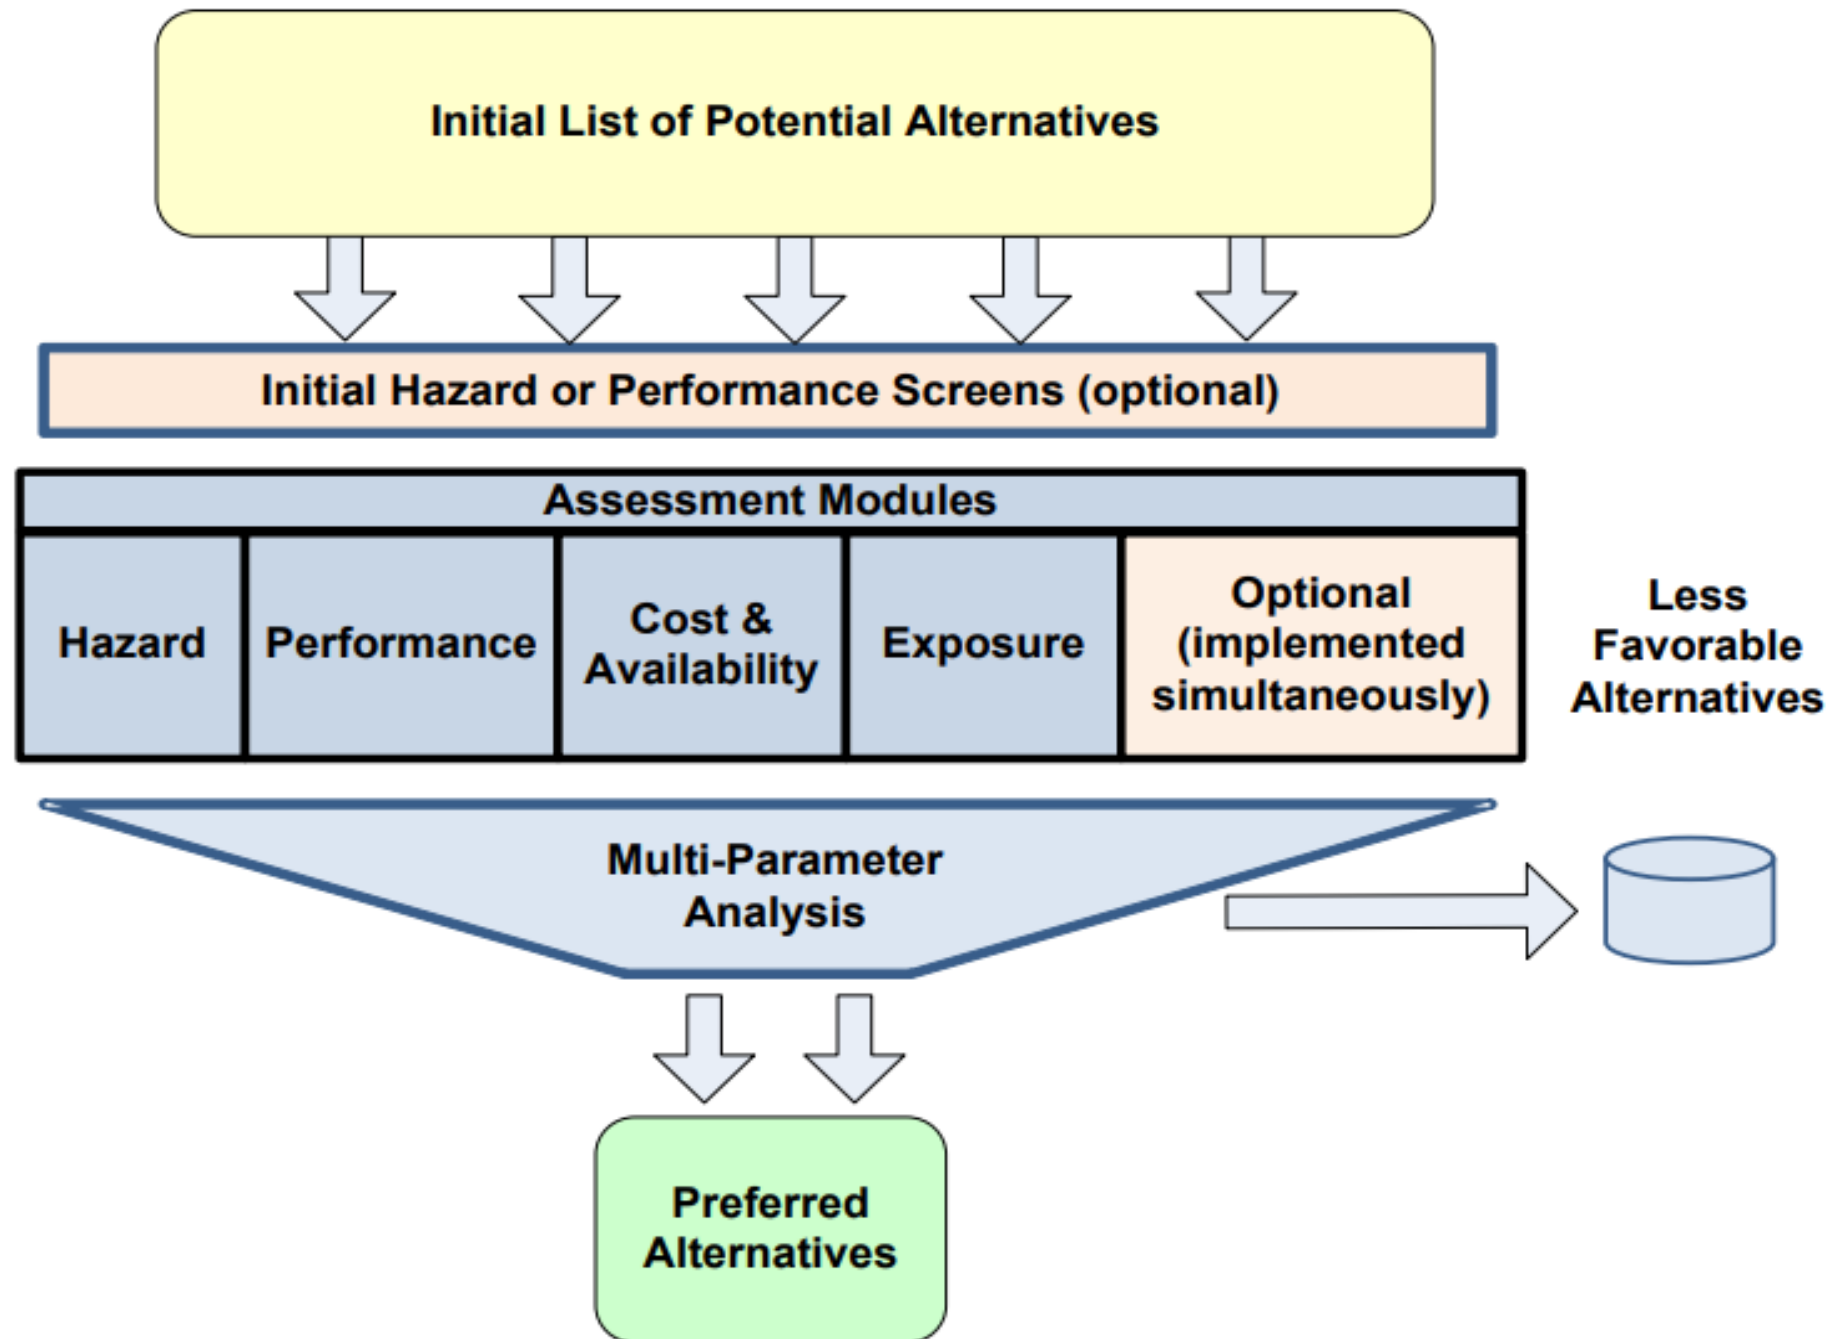 Initial List of Potential Alternatives
Initial Hazard or Performance Screens (optional)
Assessment Modules
Hazard
Performance
Cost &
Availability
Exposure
Optional
(implemented
simultaneously)
Less
Favorable
Alternatives
Multi-Parameter
Analysis
Preferred
Alternatives